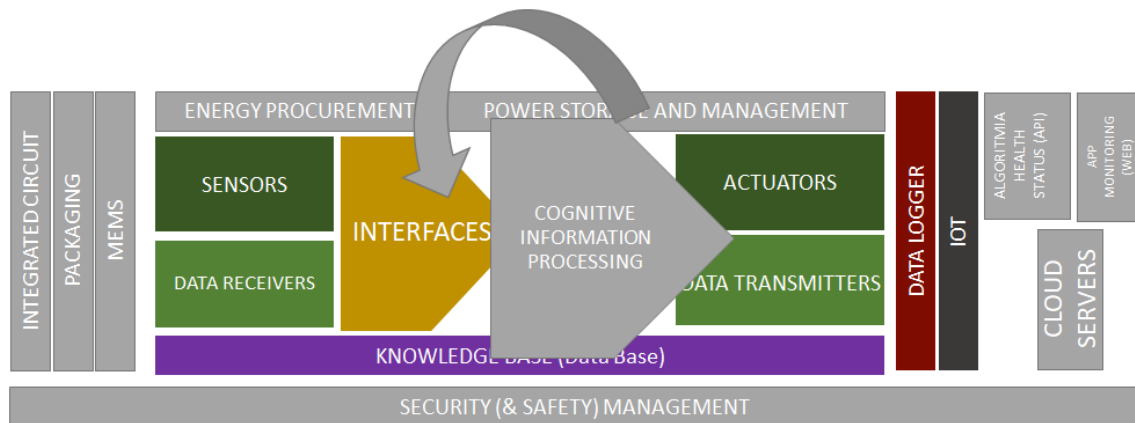 INTEGRATED CIRCUIT
PACKAGING
MEMS
ENERGY PROCUREMENT
POWER STORAGE AND MANAGEMENT
SENSORS
DATA RECEIVERS
INTERFACES
COGNITIVE
INFORMATION
PROCESSING
ACTUATORS
DATA TRANSMITTERS
KNOWLEDGE BASE (Data Base)
DATA LOGGER
IOT
ALGORITMIA
HEALTH
STATUS (API)
APP
MONITORING
(WEB)
CLOUD
SERVERS
SECURITY (& SAFETY) MANAGEMENT